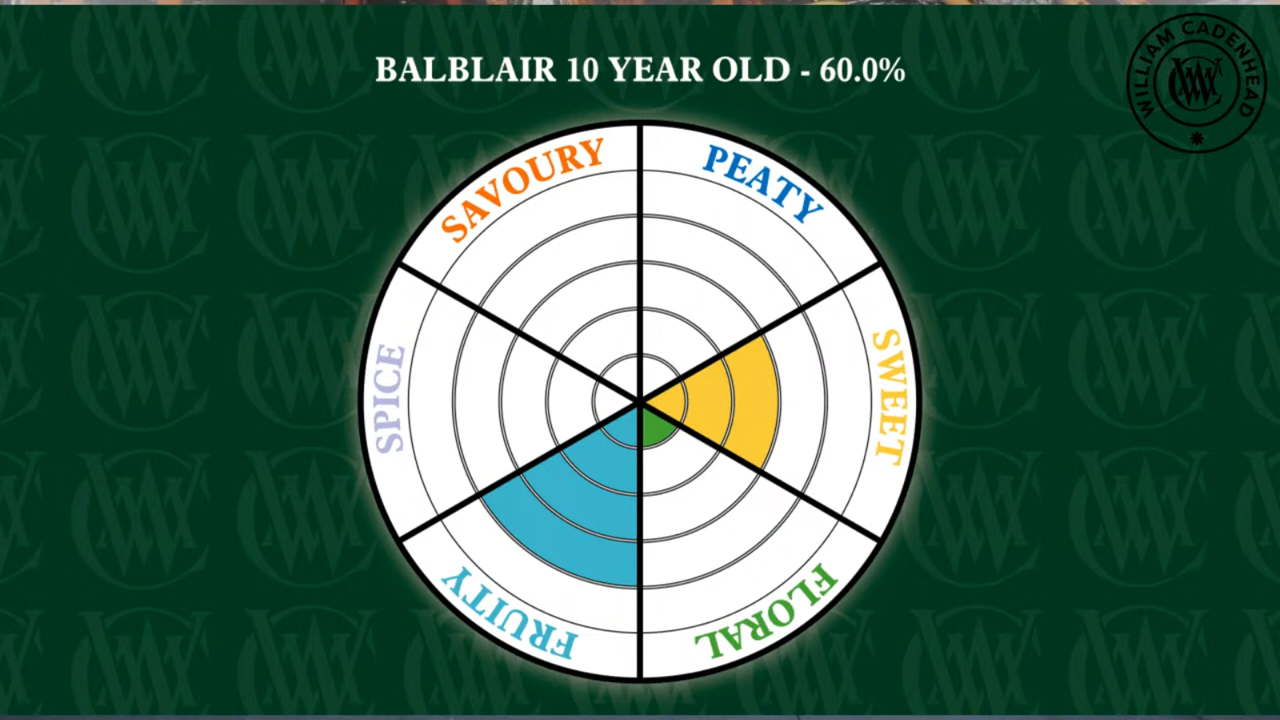 BALBLAIR 10 YEAR OLD - 60.0%
WILLIAM CADENHEAD
SAVOURY
PEATY
SPICE
SWEET
FRUITY
FLORAL